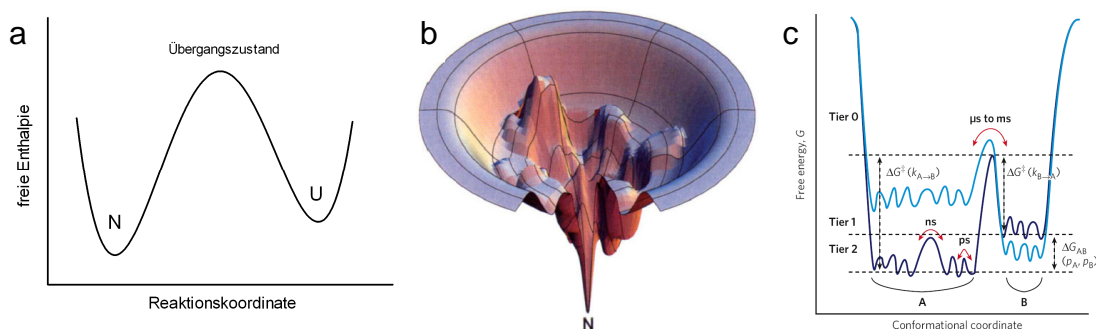 a
Übergangszustand
freie Enthalpie
N
U
Reaktionskoordinate
b
N
c
Free energy, G
Tier 0
µs to ms
ΔG‡ (kA→B)
ΔG‡ (kB→A)
Tier 1
ns
Tier 2
ps
ΔGAB
(pA, pB)
A
B
Conformational coordinate